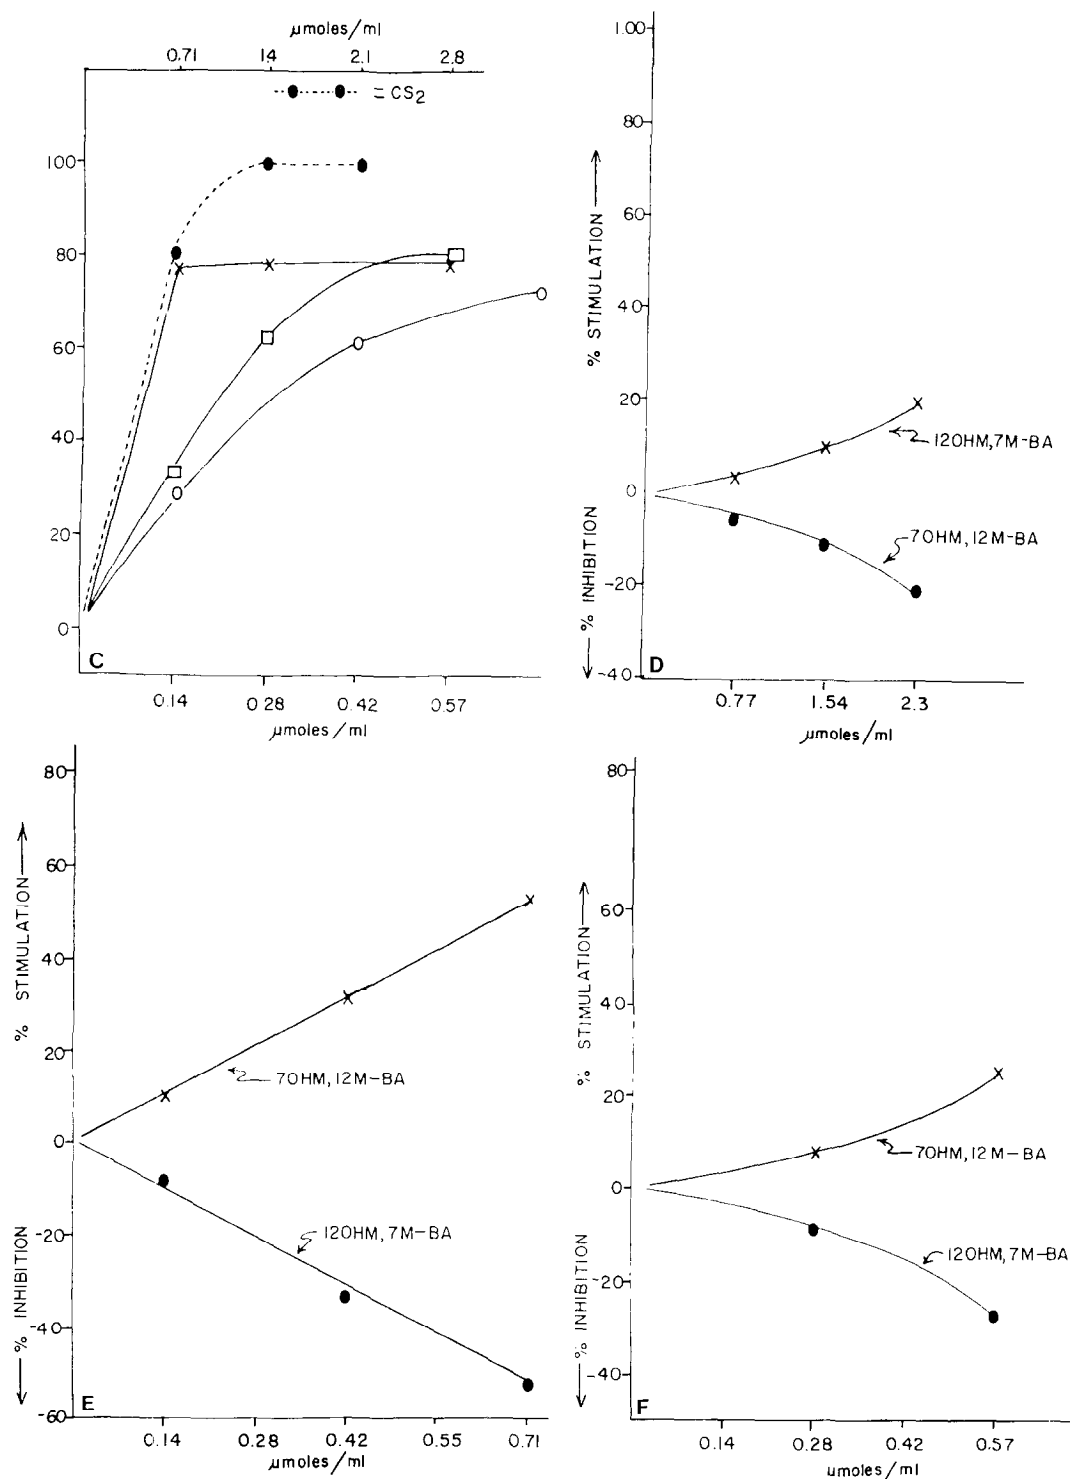 μmoles/ml
0.71 14 2.1 2.8
= CS2
100
80
60
40
20
0
C
0.14 0.28 0.42 0.57
μmoles/ml
1.00
80
60
40
20
0
-20
-40
% STIMULATION
% INHIBITION
12OHM,7M-BA
7OHM,12M-BA
D
0.77 1.54 2.3
μmoles/ml
80
60
40
20
0
-20
-40
-60
% STIMULATION
% INHIBITION
7OHM,12M-BA
12OHM,7M-BA
E
0.14 0.28 0.42 0.55 0.71
μmoles/ml
80
60
40
20
0
-20
-40
% STIMULATION
% INHIBITION
7OHM,12M-BA
12OHM,7M-BA
F
0.14 0.28 0.42 0.57
μmoles/ml